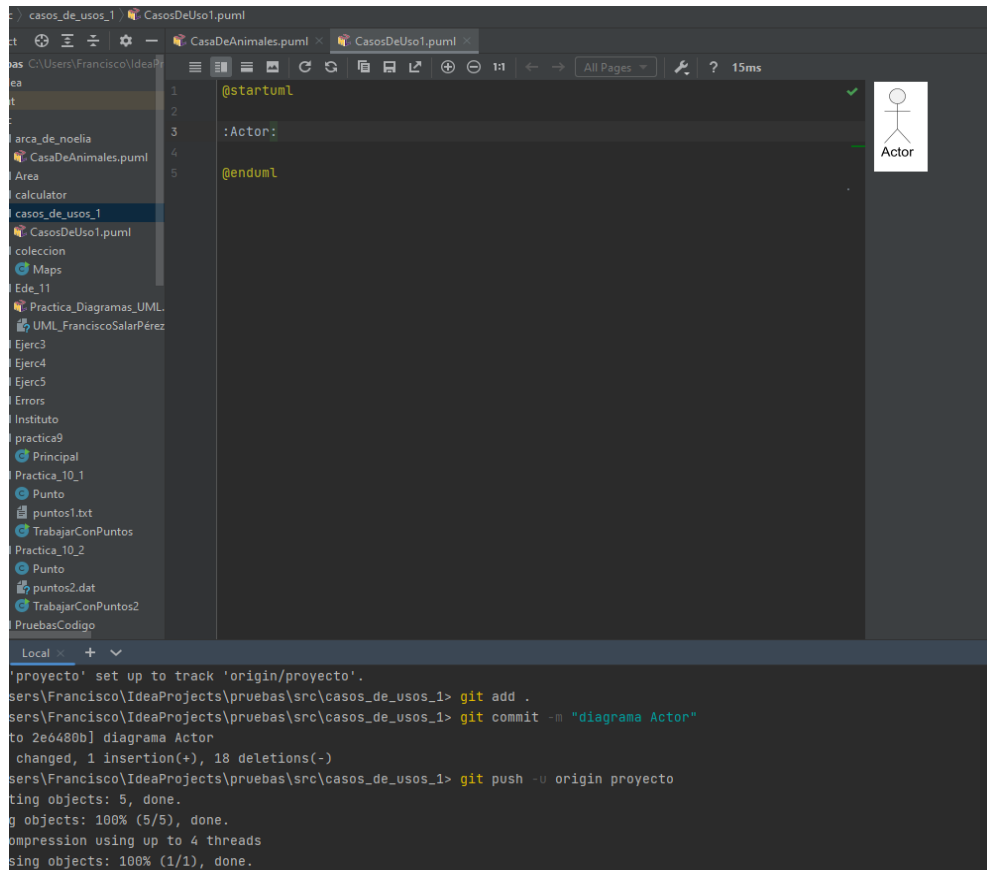 c 〉 casos_de_usos_1 〉 CasosDeUso1.puml
ct
CasaDeAnimales.puml × CasosDeUso1.puml ×
bas C:\Users\Francisco\IdeaPr
1:1 All Pages ? 15ms
ea
ut
c
arca_de_noelia
CasaDeAnimales.puml
Area
calculator
casos_de_usos_1
CasosDeUso1.puml
coleccion
Maps
Ede_11
Practica_Diagramas_UML.
UML_FranciscoSalarPérez
Ejerc3
Ejerc4
Ejerc5
Errors
Instituto
practica9
Principal
Practica_10_1
Punto
puntos1.txt
TrabajarConPuntos
Practica_10_2
Punto
puntos2.dat
TrabajarConPuntos2
PruebasCodigo
1 @startuml
2
3 :Actor:
4
5 @enduml
Actor
Local × +
'proyecto' set up to track 'origin/proyecto'.
sers\Francisco\IdeaProjects\pruebas\src\casos_de_usos_1> git add .
sers\Francisco\IdeaProjects\pruebas\src\casos_de_usos_1> git commit -m "diagrama Actor"
to 2e6480b] diagrama Actor
changed, 1 insertion(+), 18 deletions(-)
sers\Francisco\IdeaProjects\pruebas\src\casos_de_usos_1> git push -u origin proyecto
ting objects: 5, done.
g objects: 100% (5/5), done.
ompression using up to 4 threads
sing objects: 100% (1/1), done.